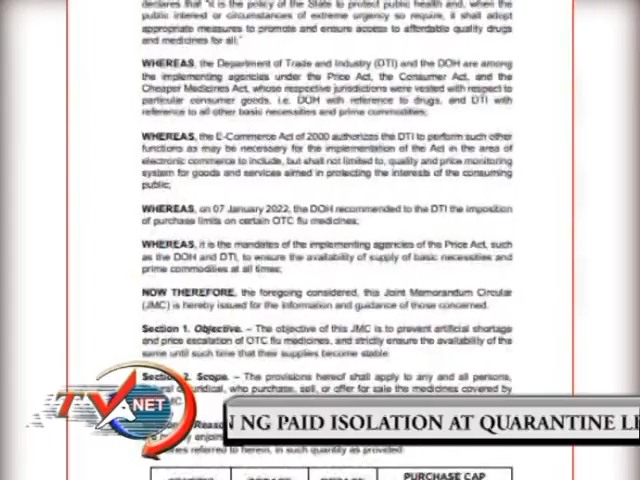 declares that "it is the policy of the State to protect public health and, when the
public interest or circumstances of extreme urgency so require, it shall adopt
appropriate measures to promote and ensure access to affordable quality drugs
and medicines for all."
WHEREAS, the Department of Trade and Industry (DTI) and the DOH are among
the implementing agencies under the Price Act, the Consumer Act, and the
Cheaper Medicines Act, whose respective jurisdictions were vested with respect to
particular consumer goods, i.e. DOH with reference to drugs, and DTI with
reference to all other basic necessities and prime commodities;
WHEREAS, the E-Commerce Act of 2000 authorizes the DTI to perform such other
functions as may be necessary for the implementation of the Act in the area of
electronic commerce to include, but shall not limited to, quality and price monitoring
system for goods and services aimed in protecting the interests of the consuming
public;
WHEREAS, on 07 January 2022, the DOH recommended to the DTI the imposition
of purchase limits on certain OTC flu medicines;
WHEREAS, it is the mandates of the implementing agencies of the Price Act, such
as the DOH and DTI, to ensure the availability of supply of basic necessities and
prime commodities at all times;
NOW THEREFORE, the foregoing considered, this Joint Memorandum Circular
(JMC) is hereby issued for the information and guidance of those concerned.
Section 1. Objective. – The objective of this JMC is to prevent artificial shortage
and price escalation of OTC flu medicines, and strictly ensure the availability of the
same until such time that their supplies become stable.
Section 2. Scope. – The provisions hereof shall apply to any and all persons,
juridical, who purchase, sell, or offer for sale the medicines covered by
TV NET
N NG PAID ISOLATION AT QUARANTINE LE
referred to herein, in such quantity as provided
PURCHASE CAP